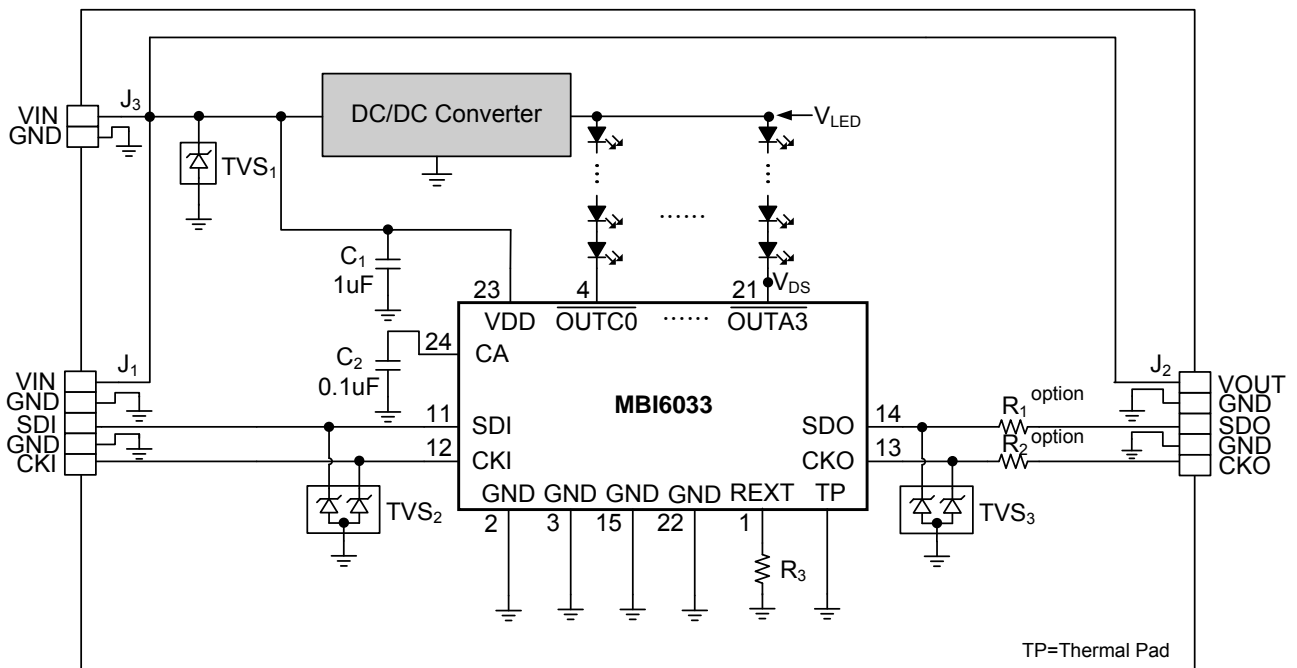 J3
VIN
GND
DC/DC Converter
VLED
TVS1
C1
1uF
VDS
23
4
21
VDD
OUTC0
......
OUTA3
......
24
CA
C2
0.1uF
MBI6033
J1
VIN
GND
SDI
GND
CKI
11
SDI
12
CKI
J2
VOUT
GND
SDO
GND
CKO
14
SDO
13
CKO
R1 option
R2 option
GND
GND
GND
GND
REXT
TP
2
3
15
22
1
TVS2
TVS3
R3
TP=Thermal Pad